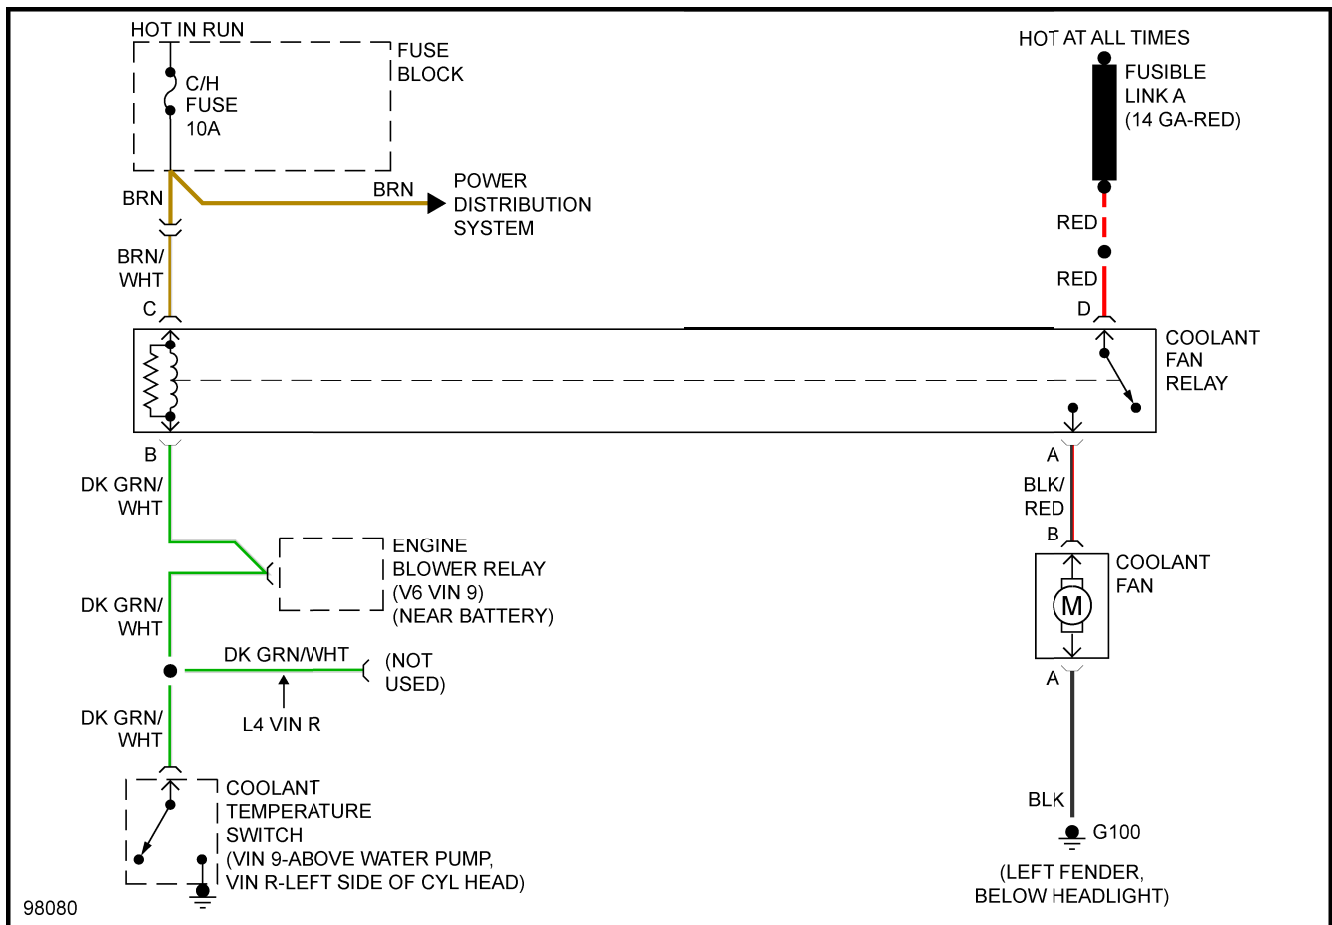 HOT IN RUN
FUSE
BLOCK
C/H
FUSE
10A
BRN
BRN
POWER
DISTRIBUTION
SYSTEM
BRN/
WHT
C
HOT AT ALL TIMES
FUSIBLE
LINK A
(14 GA-RED)
RED
RED
D
COOLANT
FAN
RELAY
B
DK GRN/
WHT
ENGINE
BLOWER RELAY
(V6 VIN 9)
(NEAR BATTERY)
DK GRN/
WHT
DK GRN/WHT
(NOT
USED)
L4 VIN R
DK GRN/
WHT
COOLANT
TEMPERATURE
SWITCH
(VIN 9-ABOVE WATER PUMP,
VIN R-LEFT SIDE OF CYL HEAD)
A
BLK/
RED
B
COOLANT
FAN
M
A
BLK
G100
(LEFT FENDER,
BELOW HEADLIGHT)
98080